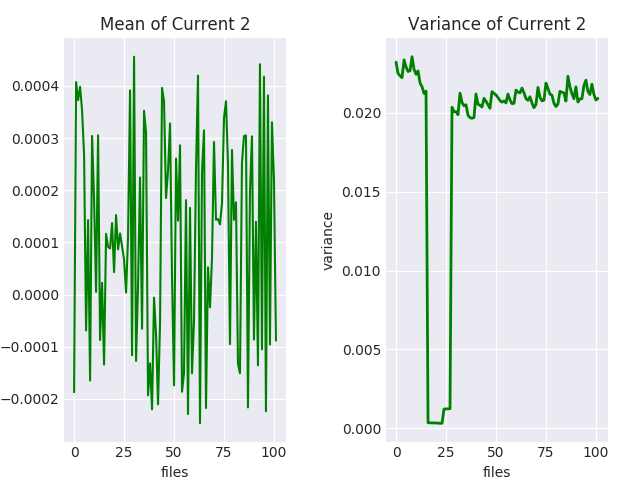 Mean of Current 2
0.0004
0.0003
0.0002
0.0001
0.0000
−0.0001
−0.0002
0 25 50 75 100
files
Variance of Current 2
variance
0.020
0.015
0.010
0.005
0.000
0 25 50 75 100
files